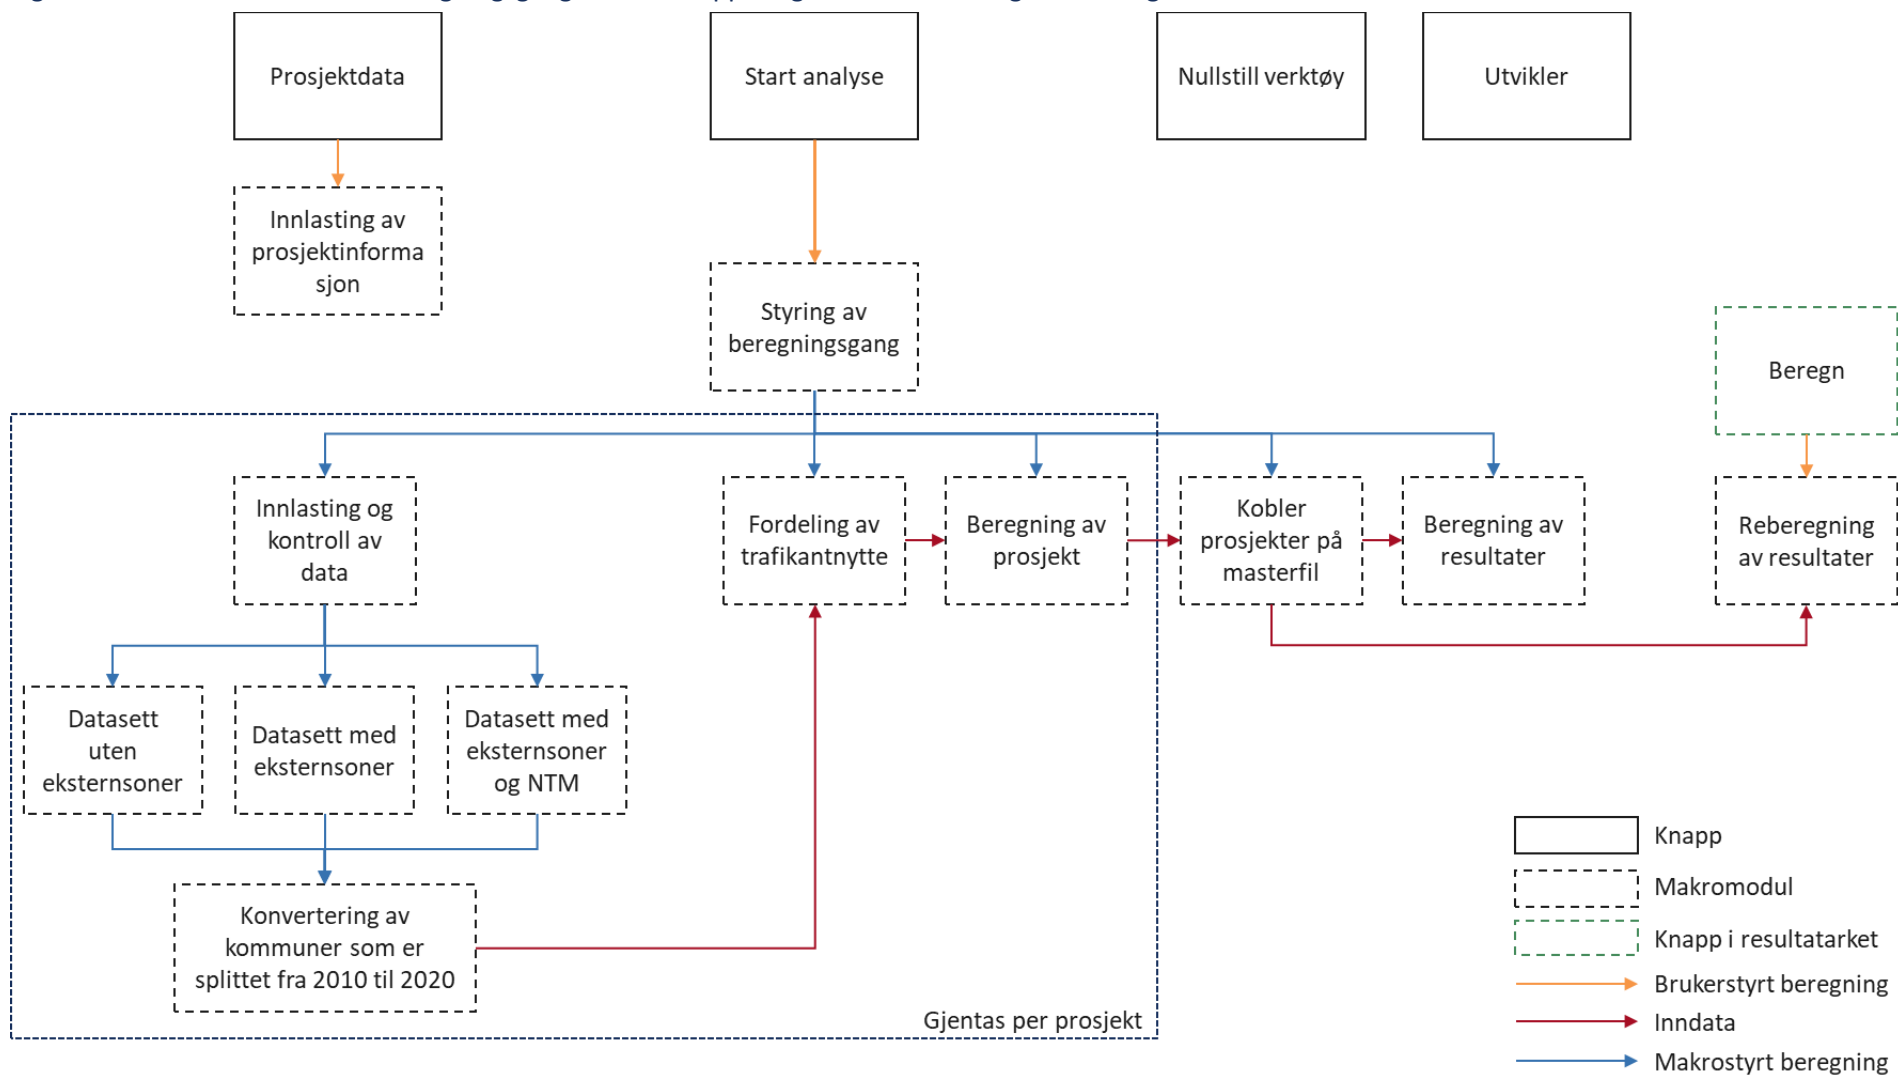 Prosjektdata
Start analyse
Nullstill verktøy
Utvikler
Innlasting av
prosjektinforma
sjon
Styring av
beregningsgang
Beregn
Innlasting og
kontroll av
data
Fordeling av
trafikantnytte
Beregning av
prosjekt
Kobler
prosjekter på
masterfil
Beregning av
resultater
Reberegning
av resultater
Datasett
uten
eksternsoner
Datasett med
eksternsoner
Datasett med
eksternsoner
og NTM
Konvertering av
kommuner som er
splittet fra 2010 til 2020
Gjentas per prosjekt
Knapp
Makromodul
Knapp i resultatarket
Brukerstyrt beregning
Inndata
Makrostyrt beregning